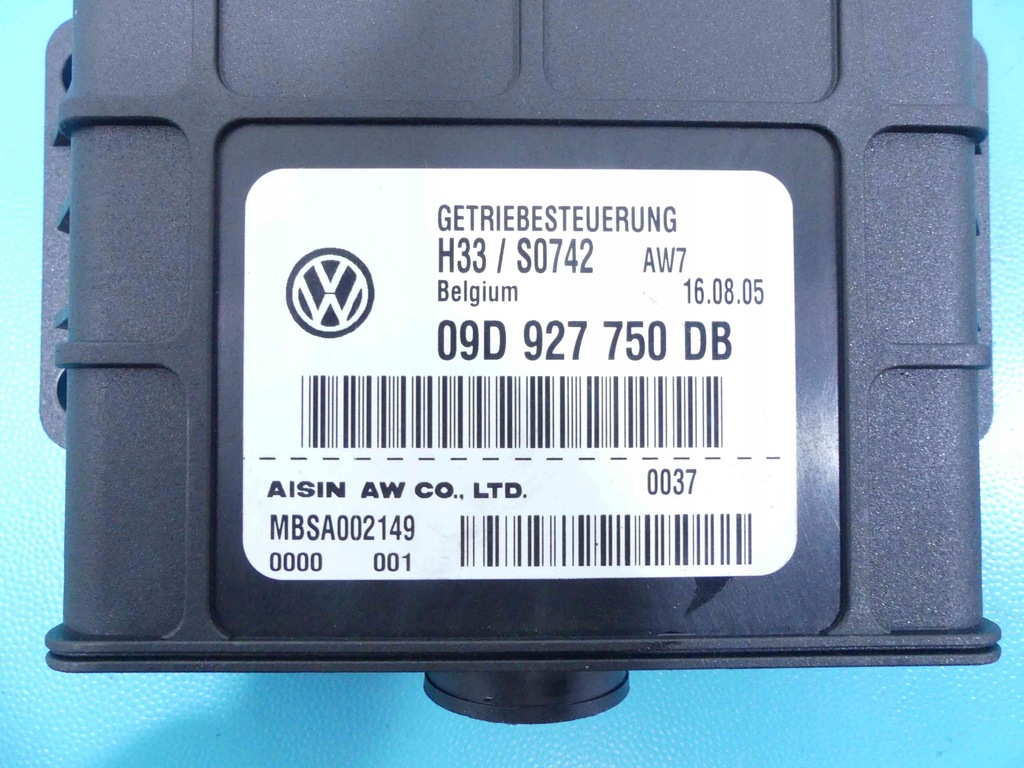 GETRIEBESTEUERUNG
H33 / S0742 AW7
Belgium 16.08.05
09D 927 750 DB
AISIN AW CO., LTD. 0037
MBSA002149
0000 001